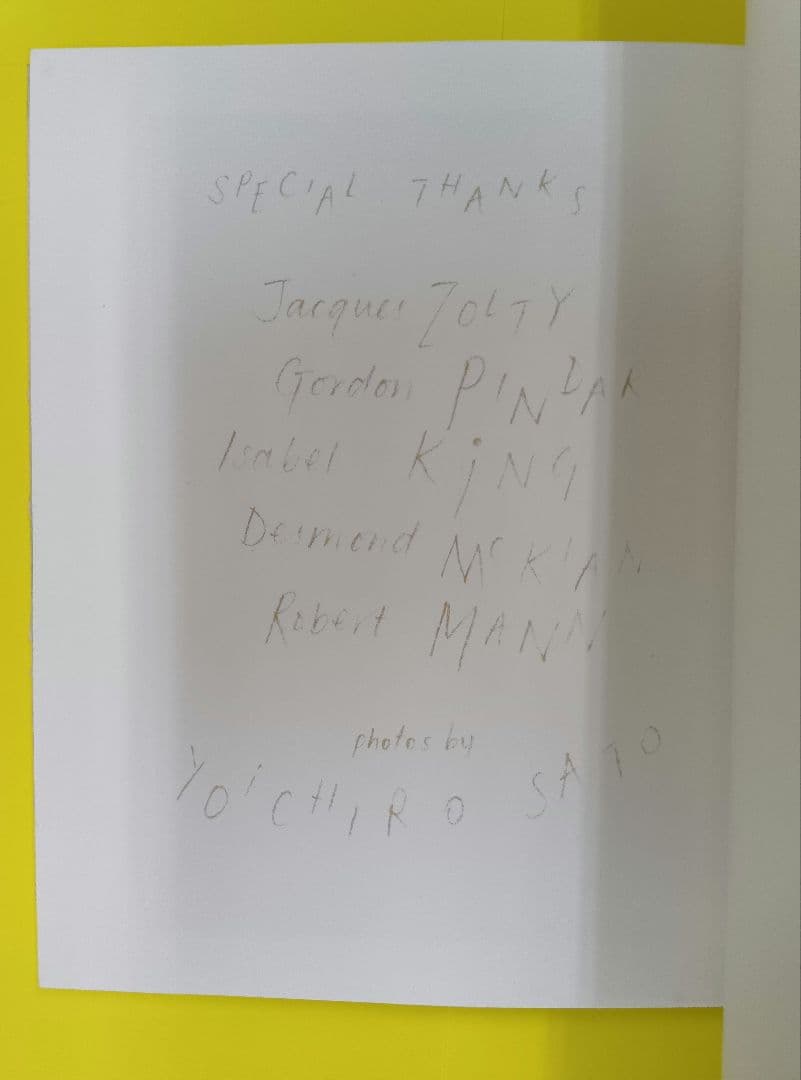 SPECIAL THANKS
Jacques ZOLTY
Gordon PINDAR
Isabel KiNG
Desmond McKIAN
Robert MANN
photos by
YOiCHIRO SATO